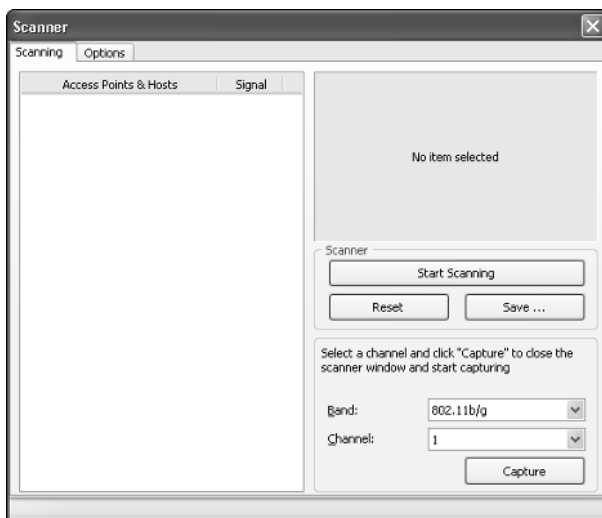 Scanner
Scanning Options
Access Points & Hosts Signal
No item selected
Scanner
Start Scanning
Reset Save ...
Select a channel and click "Capture" to close the
scanner window and start capturing
Band: 802.11b/g
Channel: 1
Capture